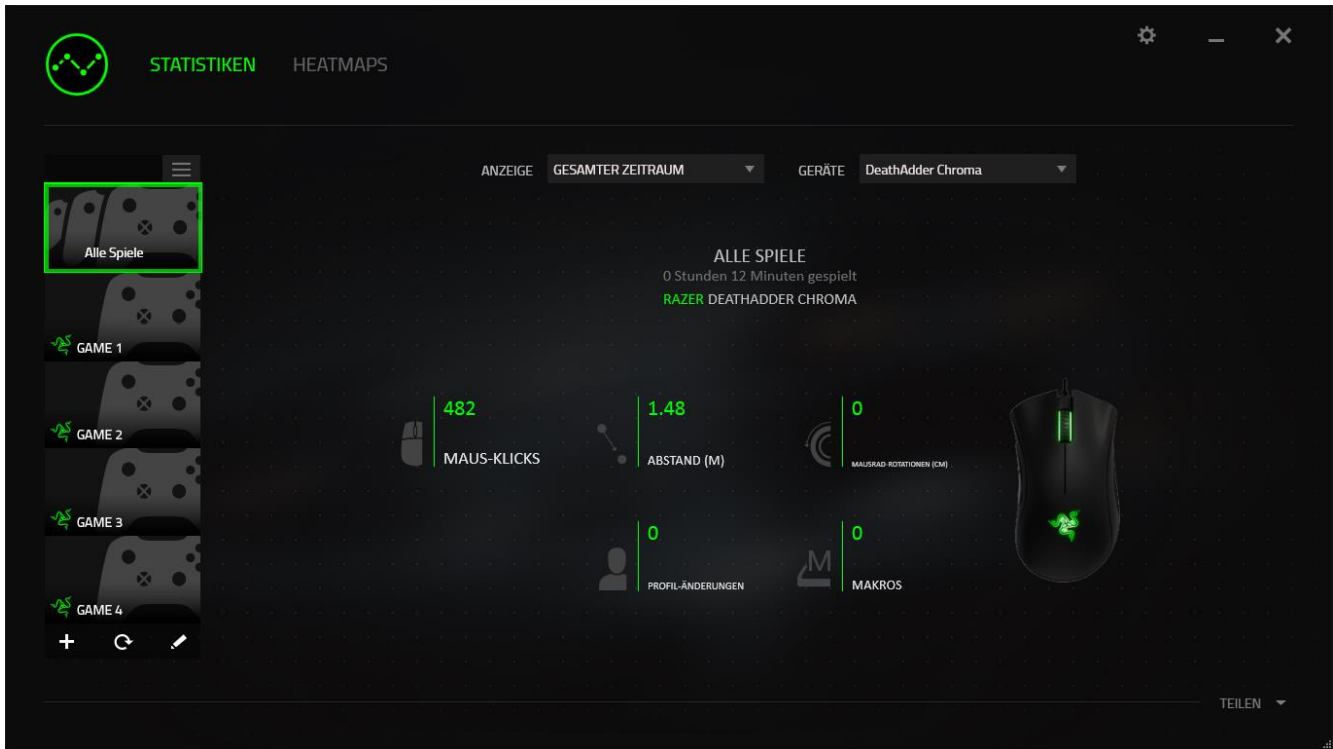 STATISTIKEN HEATMAPS
ANZEIGE GESAMTER ZEITRAUM GERÄTE DeathAdder Chroma
Alle Spiele
GAME 1
GAME 2
GAME 3
GAME 4
ALLE SPIELE
0 Stunden 12 Minuten gespielt
RAZER DEATHADDER CHROMA
482
MAUS-KLICKS
1.48
ABSTAND (M)
0
MAUSRAD-ROTATIONEN (CM)
0
PROFIL-ÄNDERUNGEN
M
0
MAKROS
TEILEN